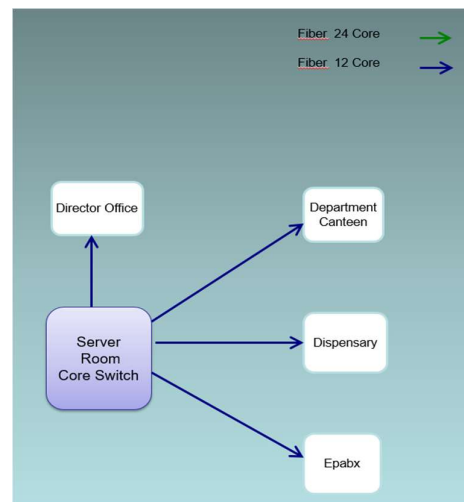 Fiber 24 Core
Fiber 12 Core
Director Office
Department
Canteen
Server
Room
Core Switch
Dispensary
Epabx